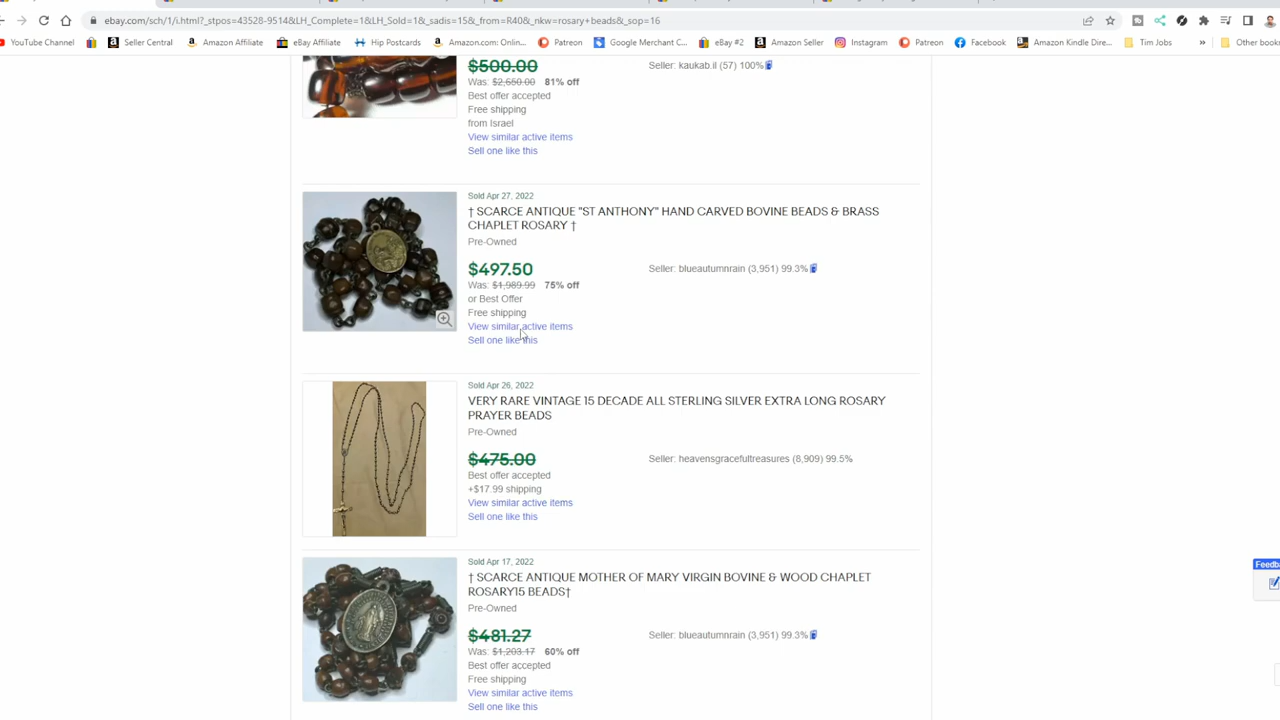 ebay.com/sch/1/i.html?_stpos=43528-9514&LH_Complete=1&LH_Sold=1&_sadis=15&_from=R40&_nkw=rosary+beads&_sop=16
YouTube Channel Seller Central Amazon Affiliate eBay Affiliate Hip Postcards Amazon.com: Onlin... Patreon Google Merchant C... eBay #2 Amazon Seller Instagram Patreon Facebook Amazon Kindle Dire... Tim Jobs » Other book
$500.00 Seller: kaukab.il (57) 100%
Was: $2,650.00 81% off
Best offer accepted
Free shipping
from Israel
View similar active items
Sell one like this
Sold Apr 27, 2022
† SCARCE ANTIQUE "ST ANTHONY" HAND CARVED BOVINE BEADS & BRASS
CHAPLET ROSARY †
Pre-Owned
$497.50 Seller: blueautumnrain (3,951) 99.3%
Was: $1,989.99 75% off
or Best Offer
Free shipping
View similar active items
Sell one like this
Sold Apr 26, 2022
VERY RARE VINTAGE 15 DECADE ALL STERLING SILVER EXTRA LONG ROSARY
PRAYER BEADS
Pre-Owned
$475.00 Seller: heavensgracefultreasures (8,909) 99.5%
Best offer accepted
+$17.99 shipping
View similar active items
Sell one like this
Sold Apr 17, 2022
† SCARCE ANTIQUE MOTHER OF MARY VIRGIN BOVINE & WOOD CHAPLET
ROSARY15 BEADS†
Pre-Owned
$481.27 Seller: blueautumnrain (3,951) 99.3%
Was: $1,203.17 60% off
Best offer accepted
Free shipping
View similar active items
Sell one like this
Feedba